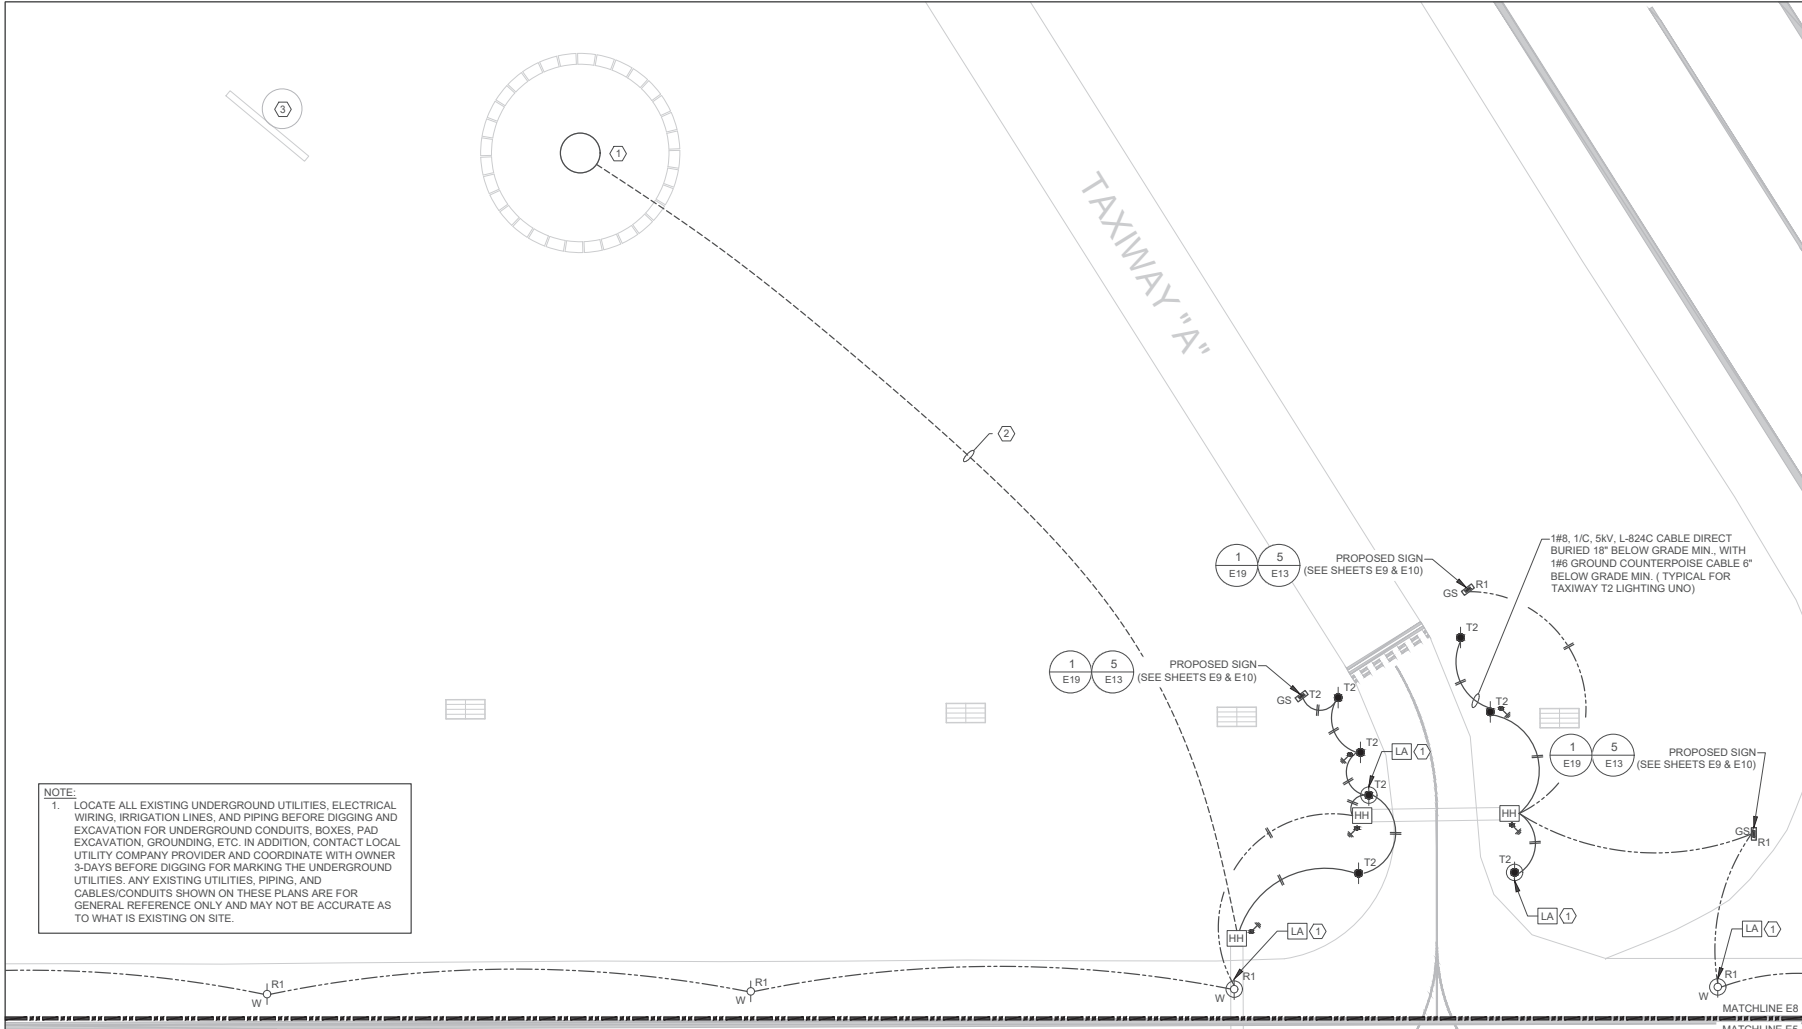 3
1
TAXIWAY "A"
2
1
E19
5
E13
PROPOSED SIGN
(SEE SHEETS E9 & E10)
GS
R1
1#8, 1/C, 5kV, L-824C CABLE DIRECT
BURIED 18" BELOW GRADE MIN., WITH
1#6 GROUND COUNTERPOISE CABLE 6"
BELOW GRADE MIN. ( TYPICAL FOR
TAXIWAY T2 LIGHTING UNO)
T2
1
E19
5
E13
PROPOSED SIGN
(SEE SHEETS E9 & E10)
GS
T2
T2
T2
T2
LA
1
T2
1
E19
5
E13
PROPOSED SIGN
(SEE SHEETS E9 & E10)
HH
HH
GS
R1
T2
T2
LA
1
NOTE:
1. LOCATE ALL EXISTING UNDERGROUND UTILITIES, ELECTRICAL
WIRING, IRRIGATION LINES, AND PIPING BEFORE DIGGING AND
EXCAVATION FOR UNDERGROUND CONDUITS, BOXES, PAD
EXCAVATION, GROUNDING, ETC. IN ADDITION, CONTACT LOCAL
UTILITY COMPANY PROVIDER AND COORDINATE WITH OWNER
3-DAYS BEFORE DIGGING FOR MARKING THE UNDERGROUND
UTILITIES. ANY EXISTING UTILITIES, PIPING, AND
CABLES/CONDUITS SHOWN ON THESE PLANS ARE FOR
GENERAL REFERENCE ONLY AND MAY NOT BE ACCURATE AS
TO WHAT IS EXISTING ON SITE.
HH
LA
1
LA
1
R1
W
R1
W
R1
W
R1
W
MATCHLINE E8
MATCHLINE E5